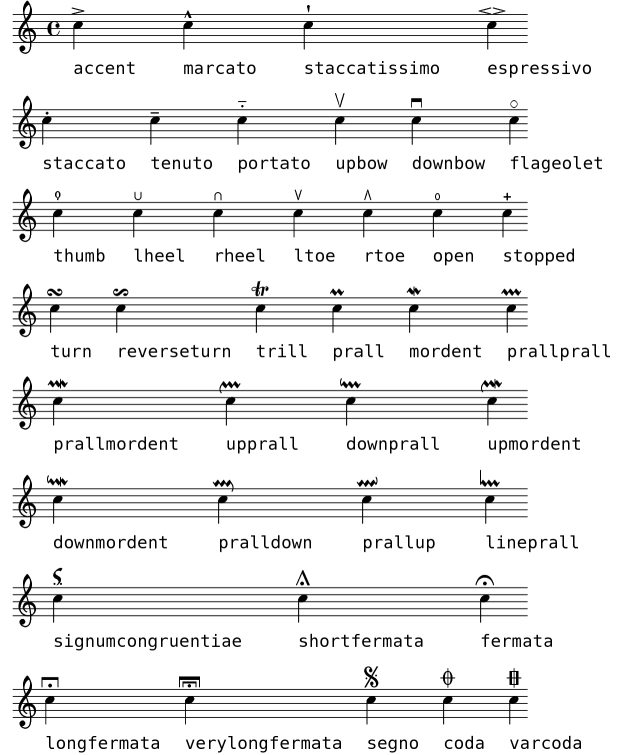 accent marcato staccatissimo espressivo
staccato tenuto portato upbow downbow flageolet
thumb lheel rheel ltoe rtoe open stopped
turn reverseturn trill prall mordent prallprall
prallmordent upprall downprall upmordent
downmordent pralldown prallup lineprall
signumcongruentiae shortfermata fermata
longfermata verylongfermata segno coda varcoda